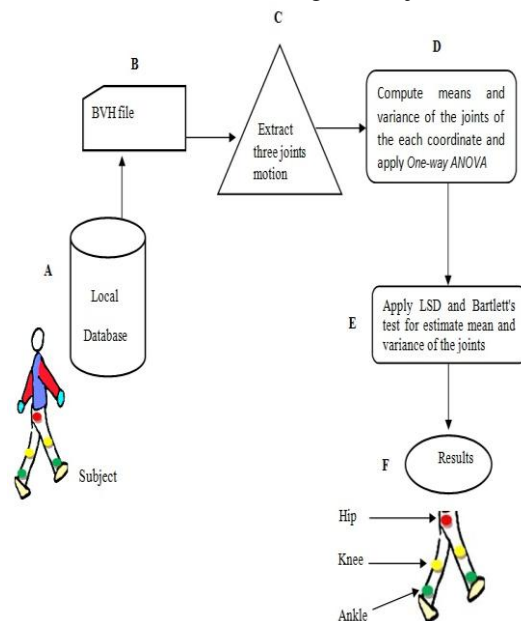 C
D
B
BVH file
Extract
three joints
motion
Compute means and
variance of the joints of
the each coordinate and
apply One-way ANOVA
A
Local
Database
E
Apply LSD and Bartlett's
test for estimate mean and
variance of the joints
Subject
F
Results
Hip
Knee
Ankle